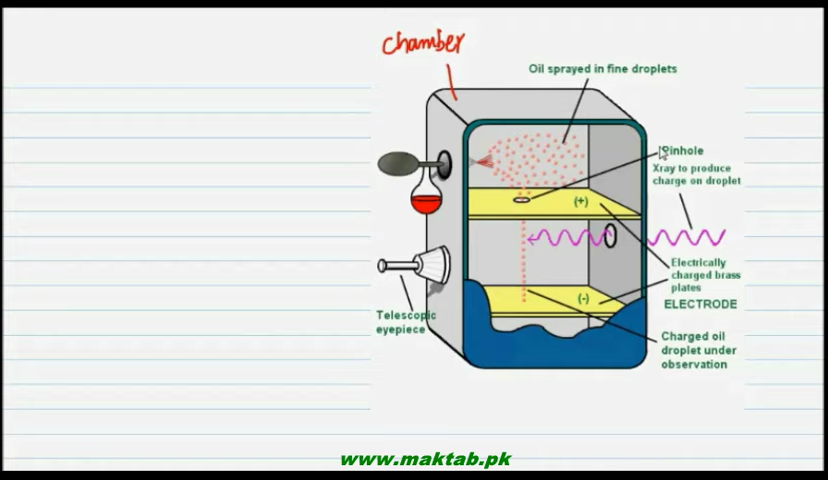 chamber
Oil sprayed in fine droplets
Pinhole
Xray to produce
charge on droplet
(+)
Electrically
charged brass
plates
(-)
ELECTRODE
Telescopic
eyepiece
Charged oil
droplet under
observation
www.maktab.pk